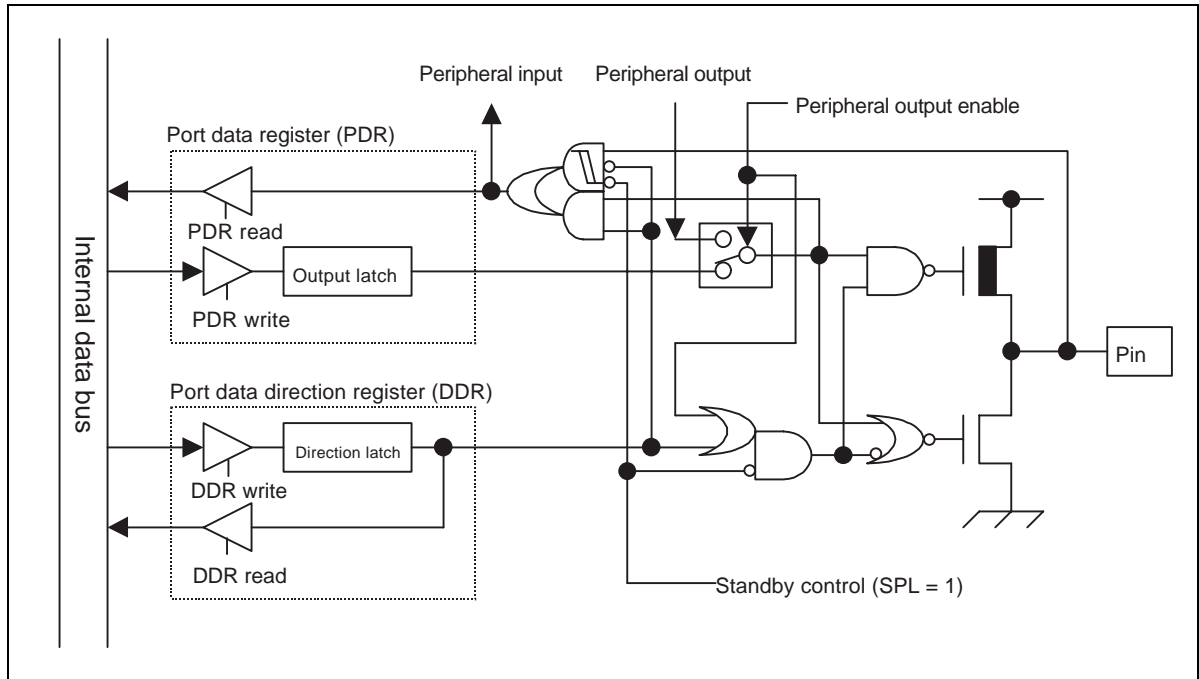 Peripheral input
Peripheral output
Peripheral output enable
Port data register (PDR)
PDR read
Output latch
PDR write
Internal data bus
Pin
Port data direction register (DDR)
Direction latch
DDR write
DDR read
Standby control (SPL = 1)